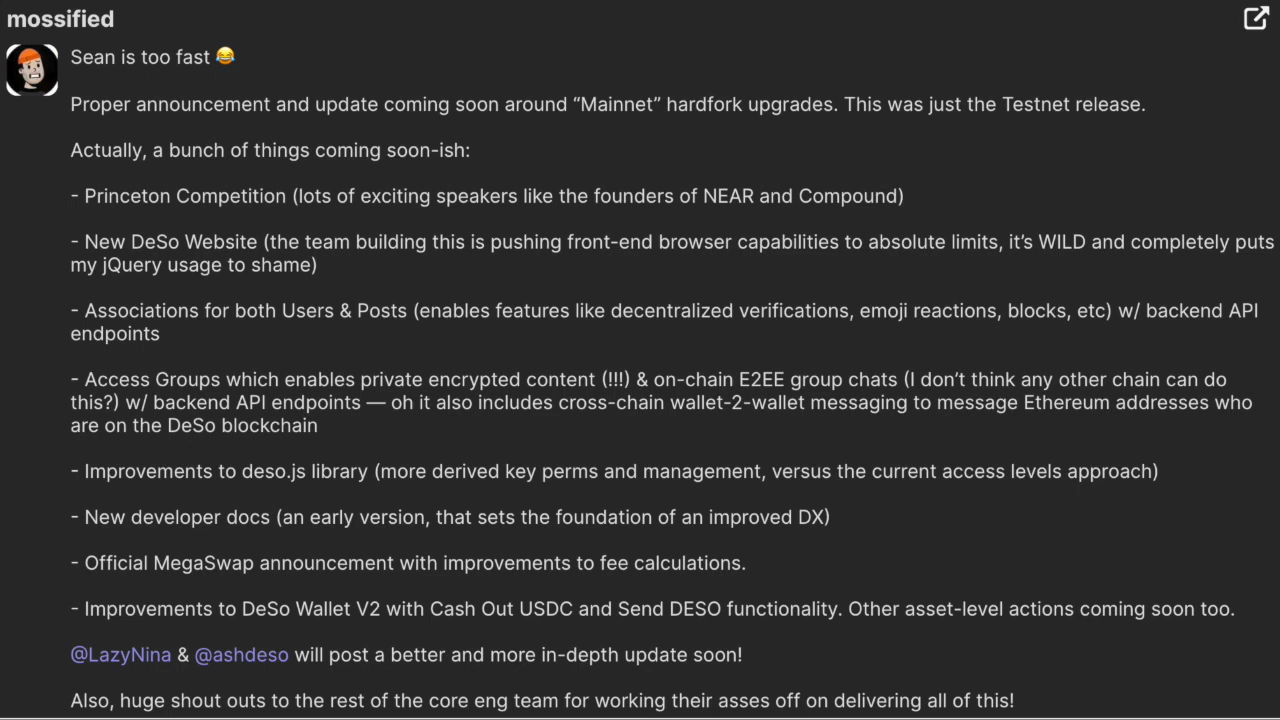 mossified
Sean is too fast 😂
Proper announcement and update coming soon around “Mainnet” hardfork upgrades. This was just the Testnet release.
Actually, a bunch of things coming soon-ish:
- Princeton Competition (lots of exciting speakers like the founders of NEAR and Compound)
- New DeSo Website (the team building this is pushing front-end browser capabilities to absolute limits, it’s WILD and completely puts
my jQuery usage to shame)
- Associations for both Users & Posts (enables features like decentralized verifications, emoji reactions, blocks, etc) w/ backend API
endpoints
- Access Groups which enables private encrypted content (!!!) & on-chain E2EE group chats (I don’t think any other chain can do
this?) w/ backend API endpoints — oh it also includes cross-chain wallet-2-wallet messaging to message Ethereum addresses who
are on the DeSo blockchain
- Improvements to deso.js library (more derived key perms and management, versus the current access levels approach)
- New developer docs (an early version, that sets the foundation of an improved DX)
- Official MegaSwap announcement with improvements to fee calculations.
- Improvements to DeSo Wallet V2 with Cash Out USDC and Send DESO functionality. Other asset-level actions coming soon too.
@LazyNina & @ashdeso will post a better and more in-depth update soon!
Also, huge shout outs to the rest of the core eng team for working their asses off on delivering all of this!